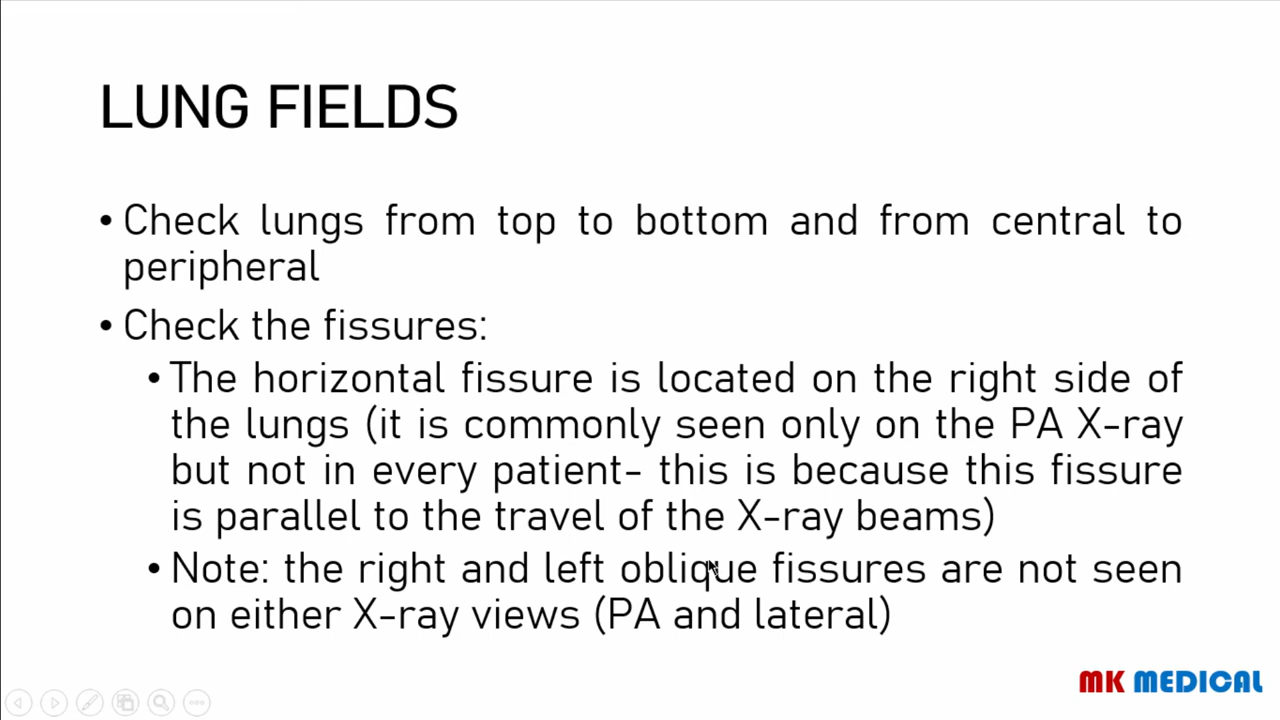 LUNG FIELDS
• Check lungs from top to bottom and from central to
peripheral
• Check the fissures:
• The horizontal fissure is located on the right side of
the lungs (it is commonly seen only on the PA X-ray
but not in every patient- this is because this fissure
is parallel to the travel of the X-ray beams)
• Note: the right and left oblique fissures are not seen
on either X-ray views (PA and lateral)
MK MEDICAL